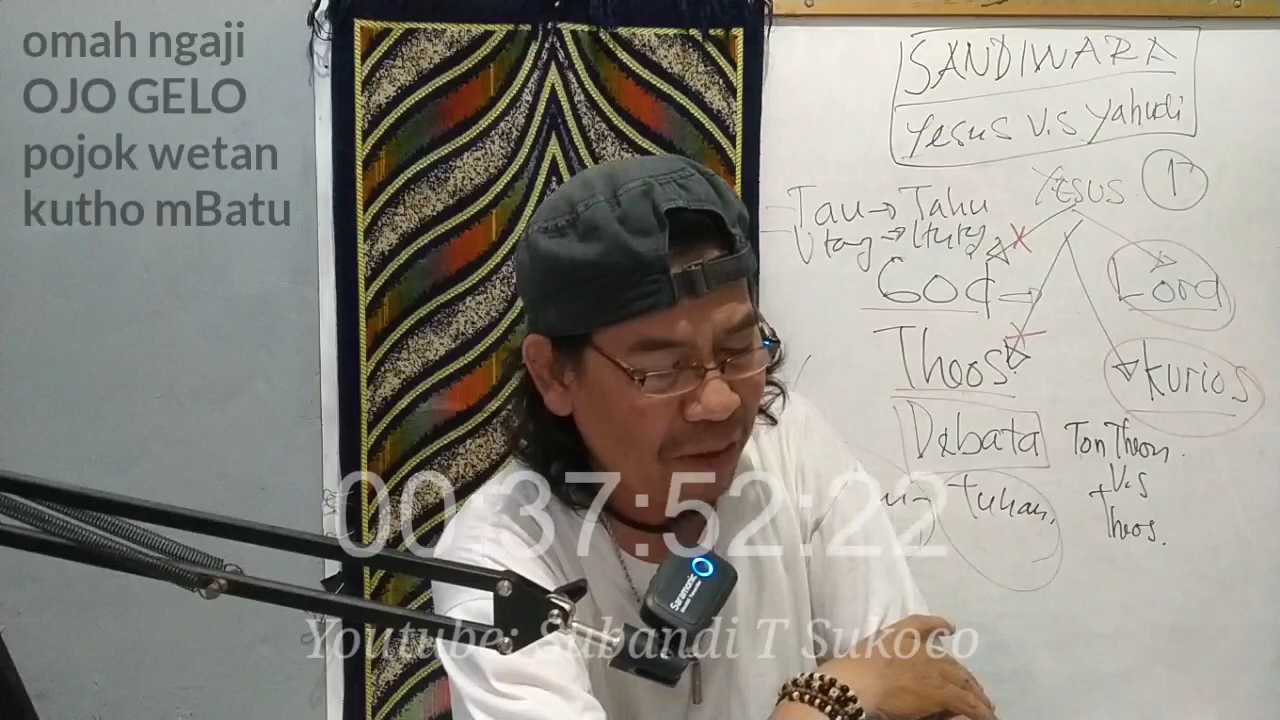 omah ngaji
OJO GELO
pojok wetan
kutho mBatu
SANDIWARA
Yesus V.S Yahudi
Yesus 1
Tau → Tahu
Utag →
God
Lord
Theos
Kurios
Debata
Ton Theon.
V.s
Theos.
tuhan.
00:37:52:22
Saramonic
Youtube: Subandi T Sukoco